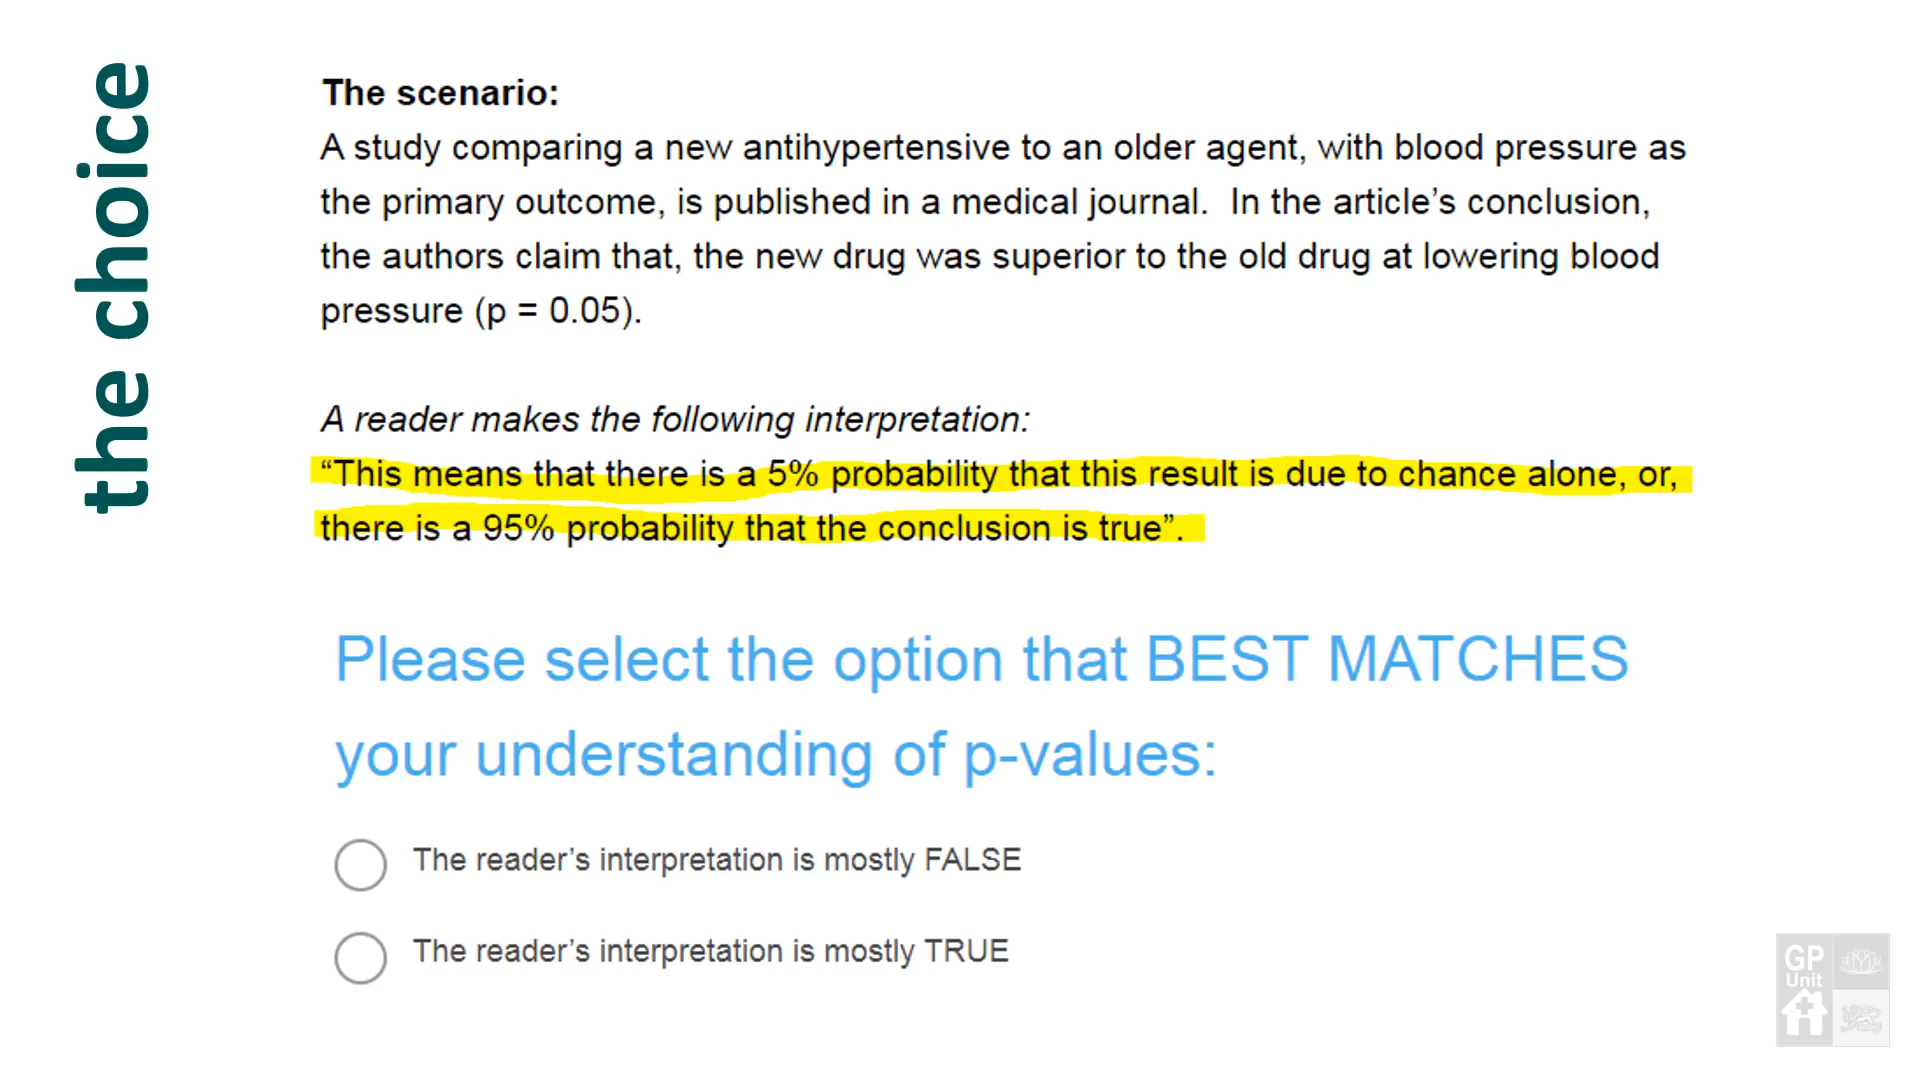 the choice
The scenario:
A study comparing a new antihypertensive to an older agent, with blood pressure as
the primary outcome, is published in a medical journal.  In the article’s conclusion,
the authors claim that, the new drug was superior to the old drug at lowering blood
pressure (p = 0.05).
A reader makes the following interpretation:
“This means that there is a 5% probability that this result is due to chance alone, or,
there is a 95% probability that the conclusion is true”.
Please select the option that BEST MATCHES
your understanding of p-values:
The reader’s interpretation is mostly FALSE
The reader’s interpretation is mostly TRUE
GP
Unit